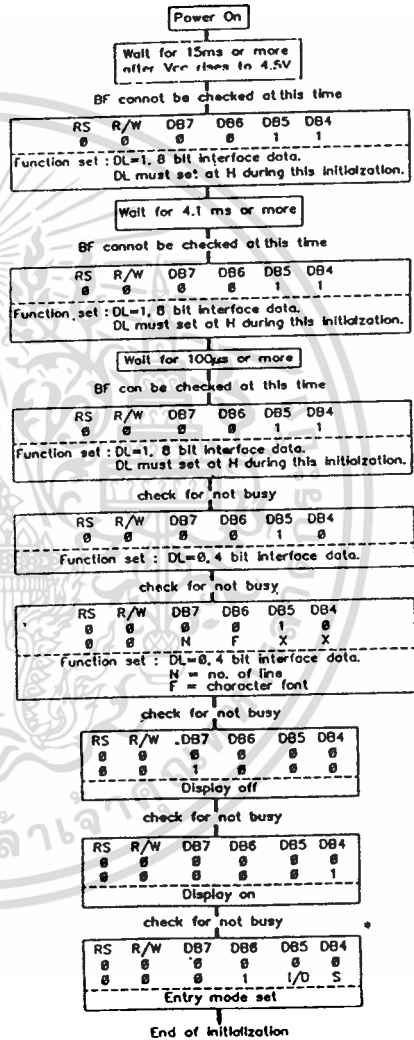 Power On
Wait for 15ms or more
after Vcc rises to 4.5V
BF cannot be checked at this time
RS R/W DB7 DB6 DB5 DB4
0 0 0 0 1 1
Function set : DL=1, 8 bit interface data.
DL must set at H during this initialization.
Wait for 4.1 ms or more
BF cannot be checked at this time
RS R/W DB7 DB6 DB5 DB4
0 0 0 0 1 1
Function set : DL=1, 8 bit interface data.
DL must set at H during this initialzation.
Wait for 100µs or more
BF can be checked at this time
RS R/W DB7 DB6 DB5 DB4
0 0 0 0 1 1
Function set : DL=1, 8 bit interface data.
DL must set at H during this initialzation.
check for not busy
RS R/W DB7 DB6 DB5 DB4
0 0 0 0 1 0
Function set : DL=0, 4 bit interface data.
check for not busy
RS R/W DB7 DB6 DB5 DB4
0 0 0 0 1 0
0 0 N F X X
Function set : DL=0, 4 bit interface data.
N = no. of line
F = character font
check for not busy
RS R/W DB7 DB6 DB5 DB4
0 0 0 0 0 0
0 0 1 0 0 0
Display off
check for not busy
RS R/W DB7 DB6 DB5 DB4
0 0 0 0 0 0
0 0 0 0 0 1
Display on
check for not busy
*
RS R/W DB7 DB6 DB5 DB4
0 0 0 0 0 0
0 0 0 1 I/D S
Entry mode set
End of initialization